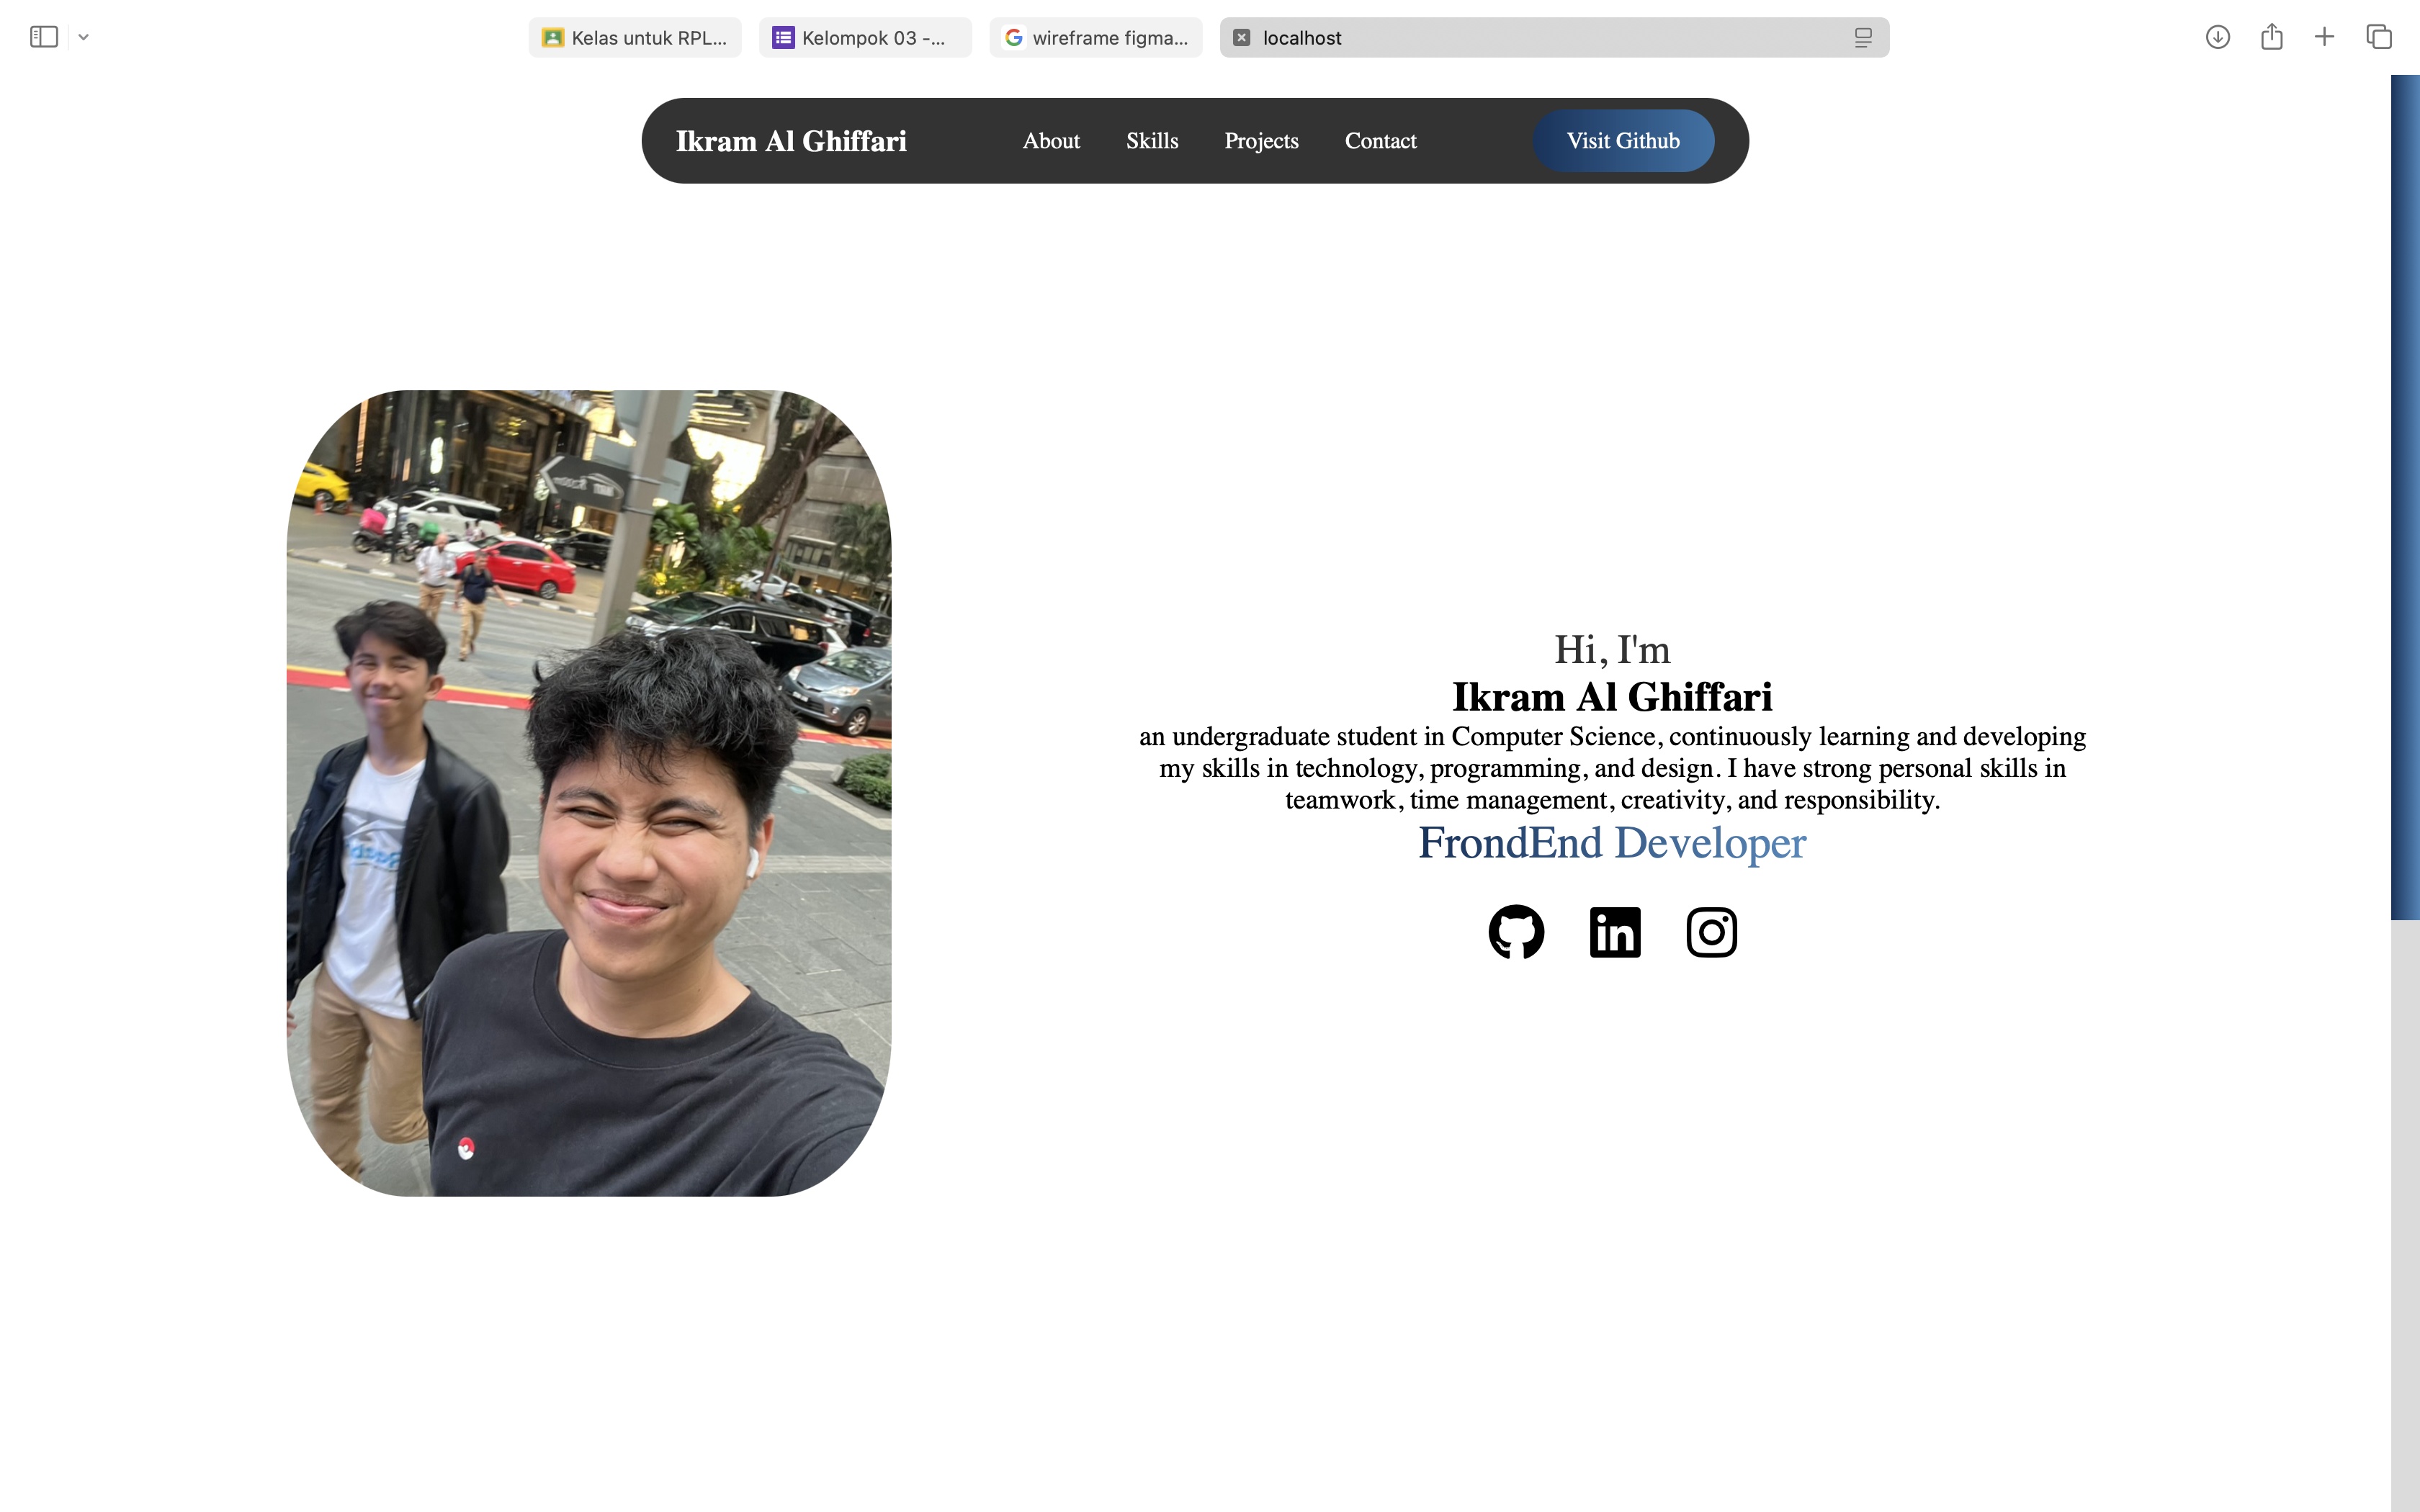 Kelas untuk RPL...
Kelompok 03 -...
wireframe figma...
localhost
Ikram Al Ghiffari
About
Skills
Projects
Contact
Visit Github
Hi, I'm
Ikram Al Ghiffari
an undergraduate student in Computer Science, continuously learning and developing
my skills in technology, programming, and design. I have strong personal skills in
teamwork, time management, creativity, and responsibility.
FrondEnd Developer
in